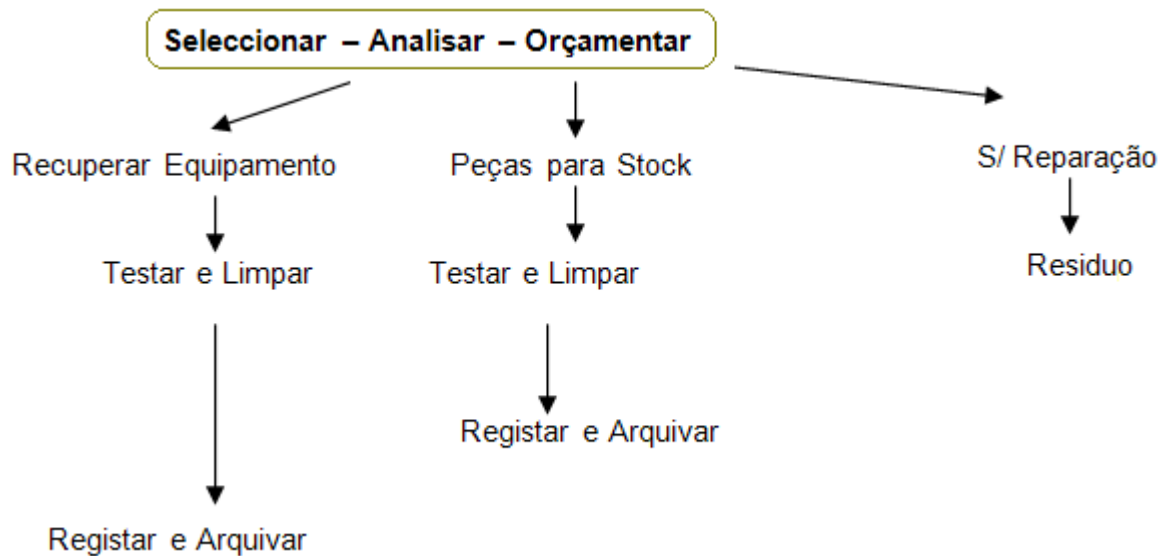 Seleccionar – Analisar – Orçamentar
Recuperar Equipamento
Peças para Stock
S/ Reparação
Testar e Limpar
Testar e Limpar
Residuo
Registar e Arquivar
Registar e Arquivar